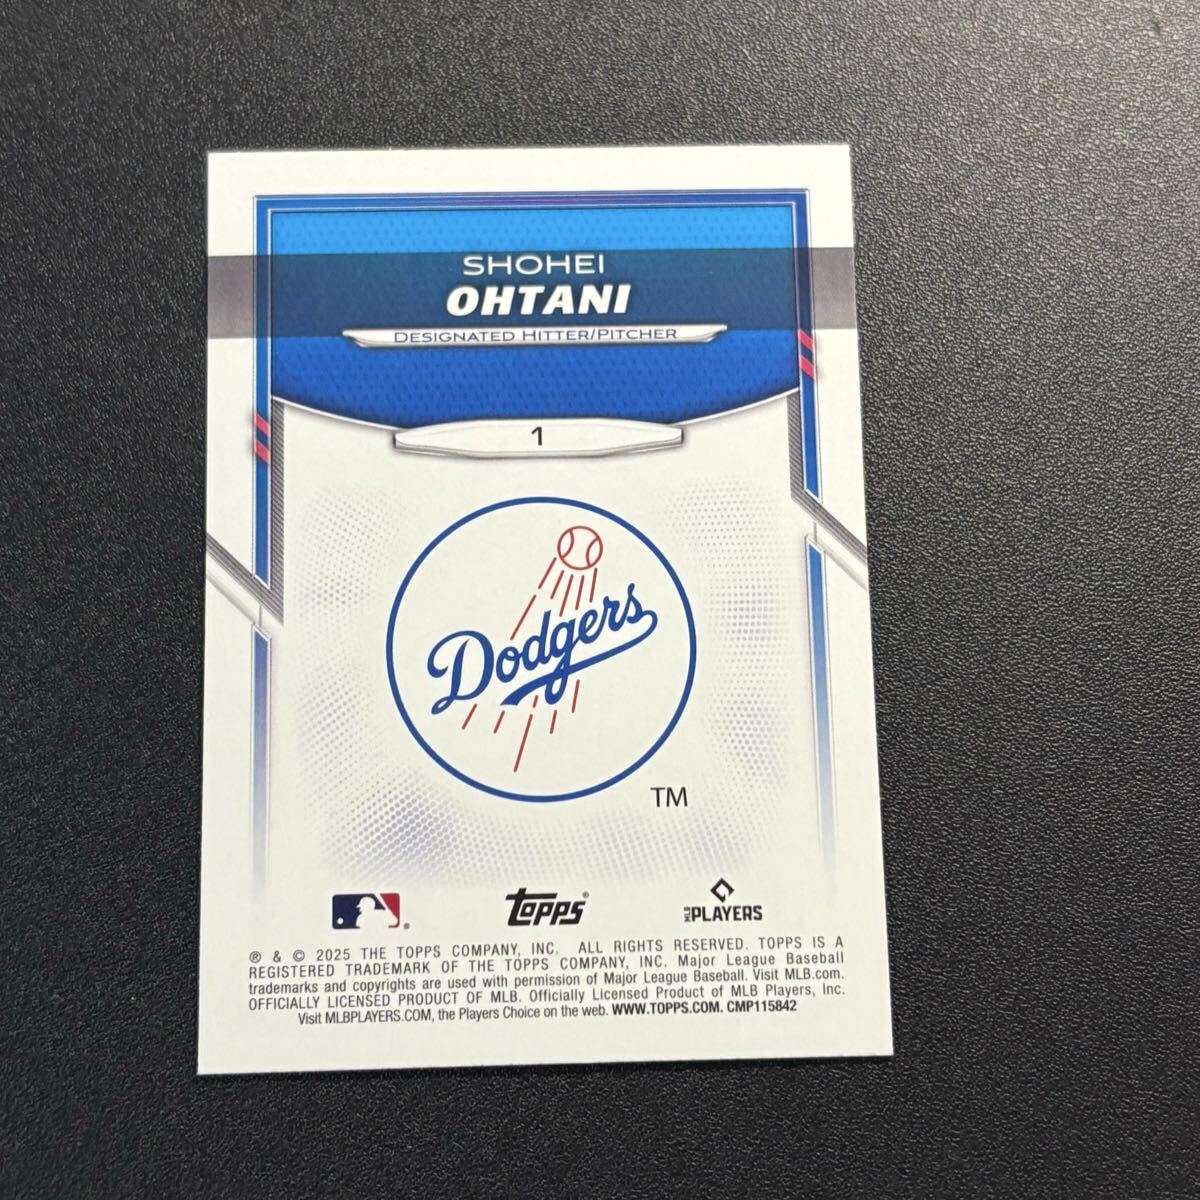 SHOHEI
OHTANI
DESIGNATED HITTER/PITCHER
1
Dodgers
TM
® topps® MLB PLAYERS
® & © 2025 THE TOPPS COMPANY, INC. ALL RIGHTS RESERVED. TOPPS IS A
REGISTERED TRADEMARK OF THE TOPPS COMPANY, INC. Major League Baseball
trademarks and copyrights are used with permission of Major League Baseball. Visit MLB.com.
OFFICIALLY LICENSED PRODUCT OF MLB. Officially Licensed Product of MLB Players, Inc.
Visit MLBPLAYERS.COM, the Players Choice on the web. WWW.TOPPS.COM. CMP115842